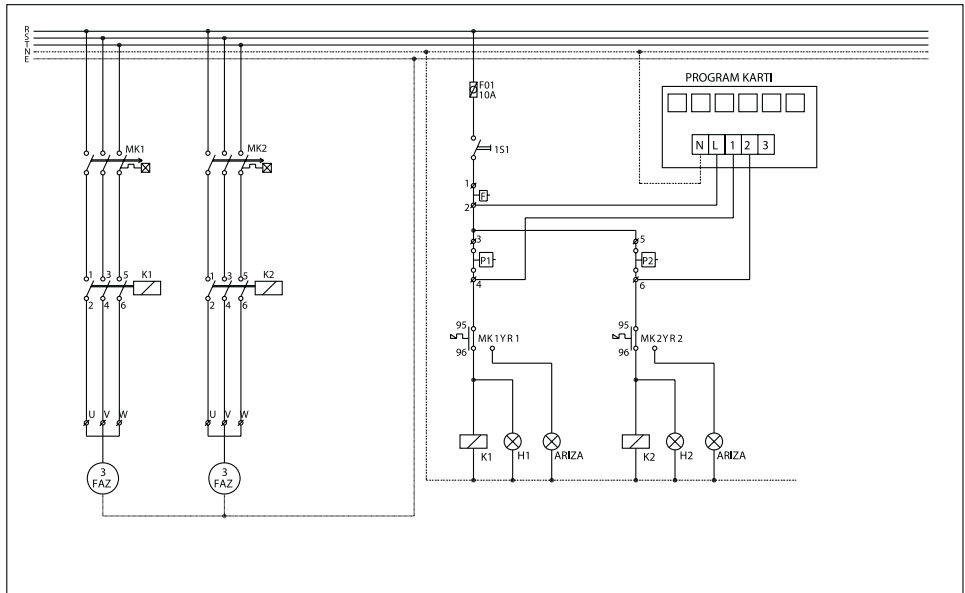 R
S
T
N
E
F01
10A
PROGRAM KARTI
N L 1 2 3
1S1
MK1
MK2
1
F
2
3
P1
4
5
P2
6
1 3 5
K1
2 4 6
1 3 5
K2
2 4 6
95
96
MK1YR1
95
96
MK2YR2
U V W
U V W
K1
H1
ARIZA
K2
H2
ARIZA
3
FAZ
3
FAZ